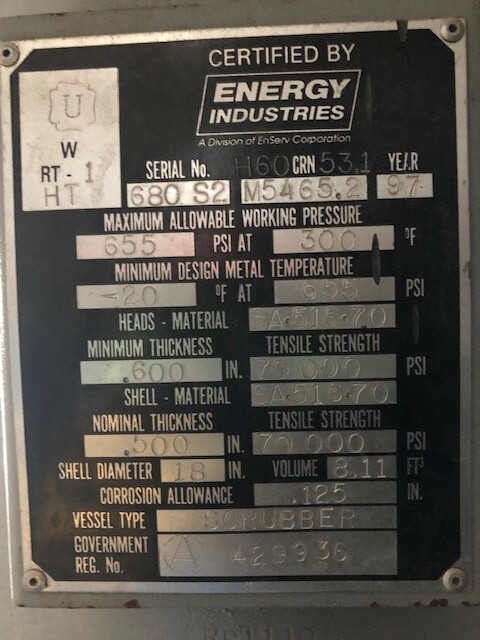 CERTIFIED BY
ENERGY
INDUSTRIES
A Division of EnServ Corporation
U
W
RT - 1
HT
SERIAL No. H60 CRN 53.1 YEAR
680 S2 M5465.2 97
MAXIMUM ALLOWABLE WORKING PRESSURE
655 PSI AT 300 °F
MINIMUM DESIGN METAL TEMPERATURE
-20 °F AT 655 PSI
HEADS - MATERIAL SA.516.70
MINIMUM THICKNESS TENSILE STRENGTH
.600 IN. 70 000 PSI
SHELL - MATERIAL SA.516.70
NOMINAL THICKNESS TENSILE STRENGTH
.500 IN. 70 000 PSI
SHELL DIAMETER 18 IN. VOLUME 8.11 FT³
CORROSION ALLOWANCE .125 IN.
VESSEL TYPE SCRUBBER
GOVERNMENT
REG. No. A 429936